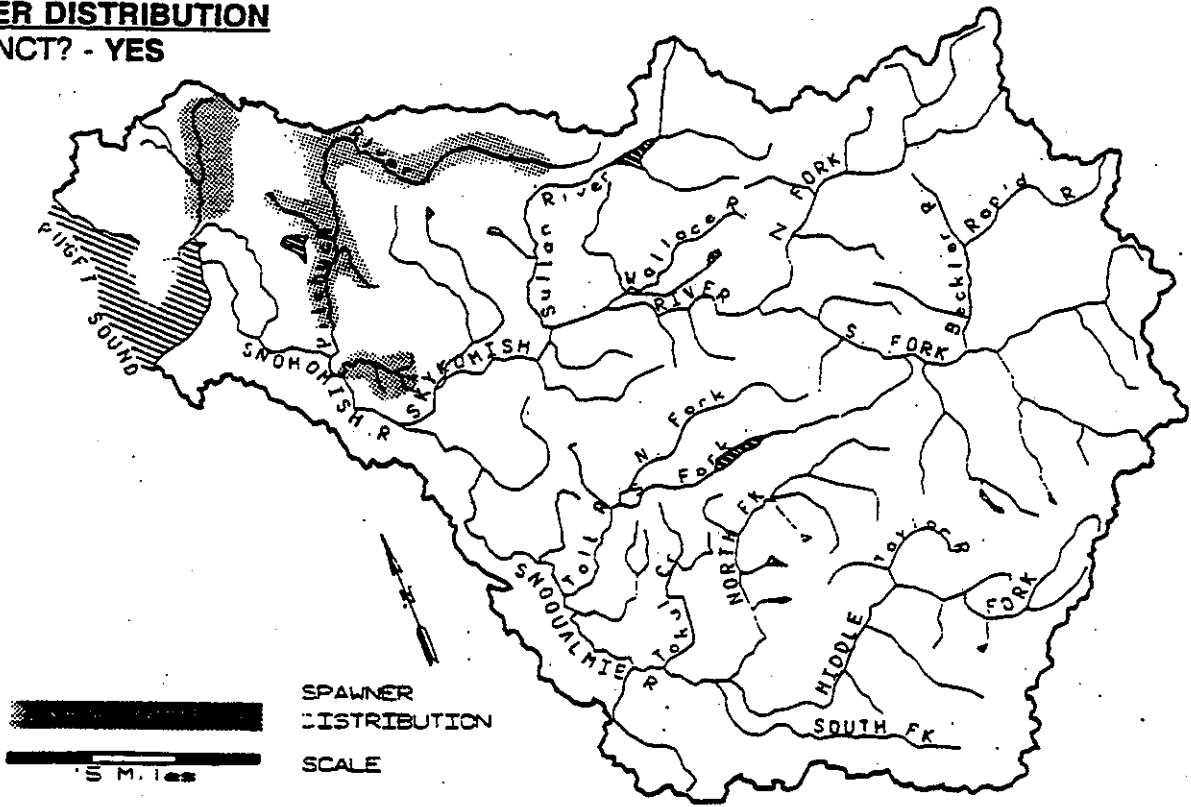 ER DISTRIBUTION
NCT? - YES
River
N FORK
Sultan River
Wallace R
RIVER
Beckler R
Rapid R
PUGET
SOUND
SNOHOMISH R
SKYKOMISH
S. FORK
N Fork
S Fork
Tolt R
NORTH FK
Taylor R
FORK
SNOQUALMIE R
Tokul Cr
MIDDLE
SOUTH FK
N.
SPAWNER
DISTRIBUTION
SCALE
5 Miles